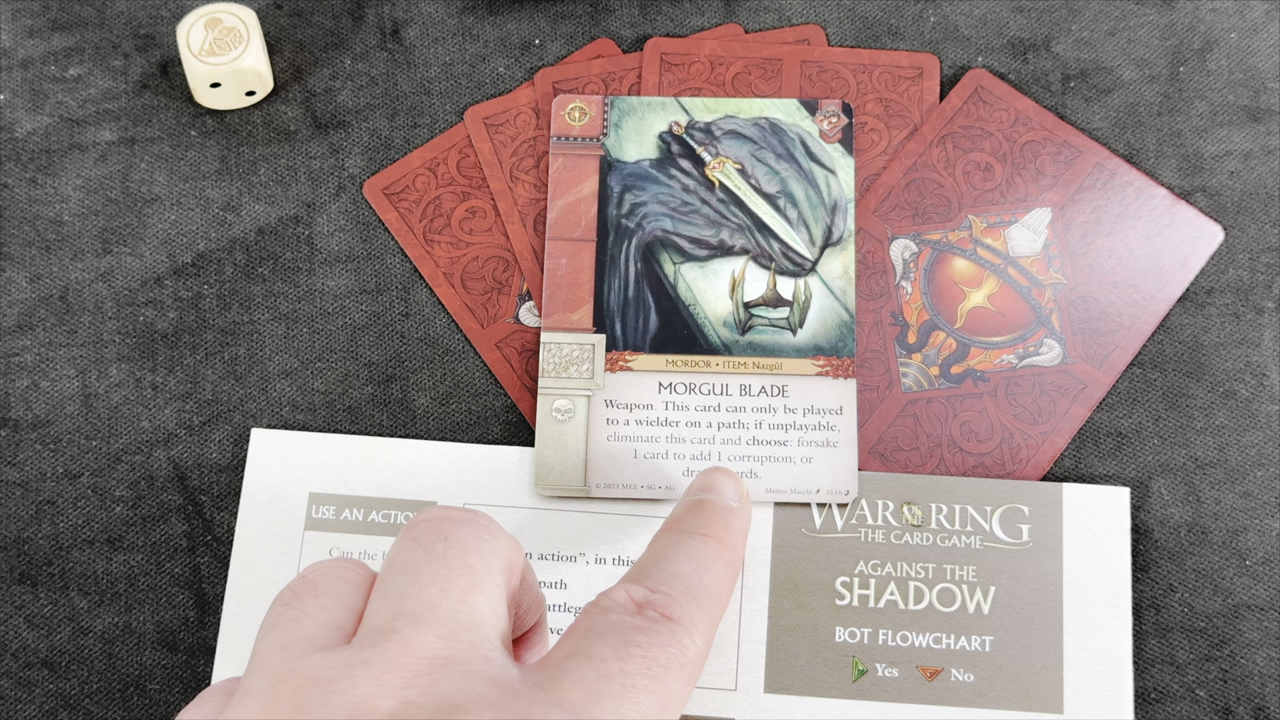 MORDOR • ITEM: Nazgûl
MORGUL BLADE
Weapon. This card can only be played
to a wielder on a path; if unplayable,
eliminate this card and choose: forsake
1 card to add 1 corruption; or
© 2023 MEE • SG • AG
Matteo Macchi
S116
USE AN
Can the
action”, in this
path
WAR OF THE RING
THE CARD GAME
AGAINST THE
SHADOW
BOT FLOWCHART
Yes
No